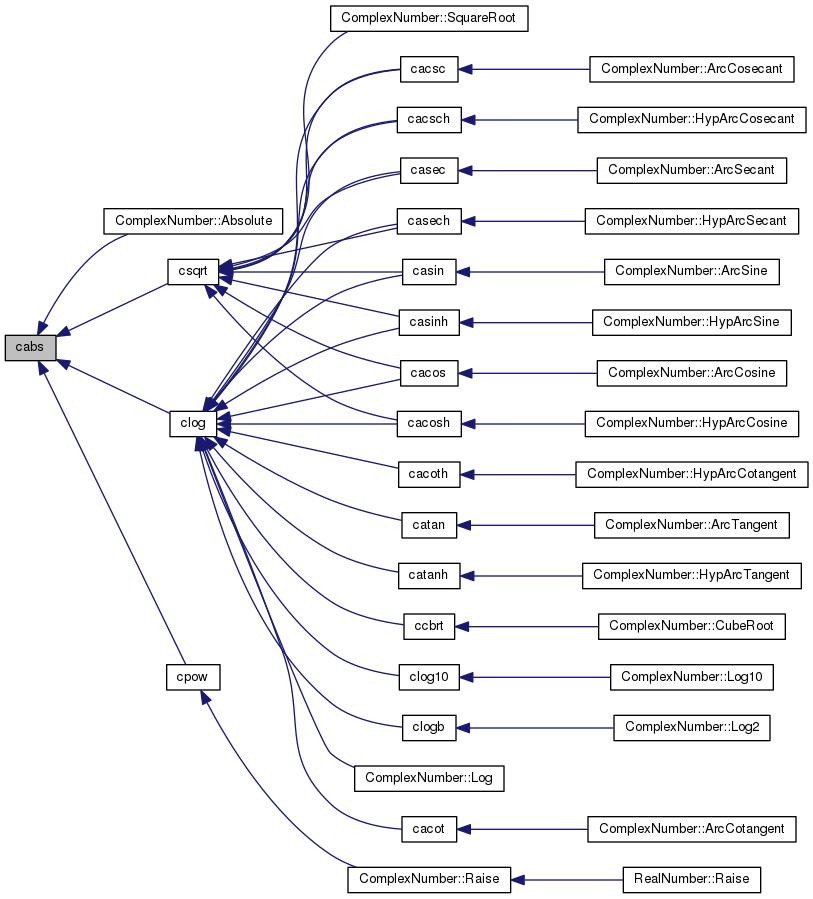 ComplexNumber::SquareRoot
cacsc
ComplexNumber::ArcCosecant
cacsch
ComplexNumber::HypArcCosecant
casec
ComplexNumber::ArcSecant
ComplexNumber::Absolute
casech
ComplexNumber::HypArcSecant
csqrt
casin
ComplexNumber::ArcSine
casinh
ComplexNumber::HypArcSine
cabs
cacos
ComplexNumber::ArcCosine
clog
cacosh
ComplexNumber::HypArcCosine
cacoth
ComplexNumber::HypArcCotangent
catan
ComplexNumber::ArcTangent
catanh
ComplexNumber::HypArcTangent
ccbrt
ComplexNumber::CubeRoot
cpow
clog10
ComplexNumber::Log10
clogb
ComplexNumber::Log2
ComplexNumber::Log
cacot
ComplexNumber::ArcCotangent
ComplexNumber::Raise
RealNumber::Raise